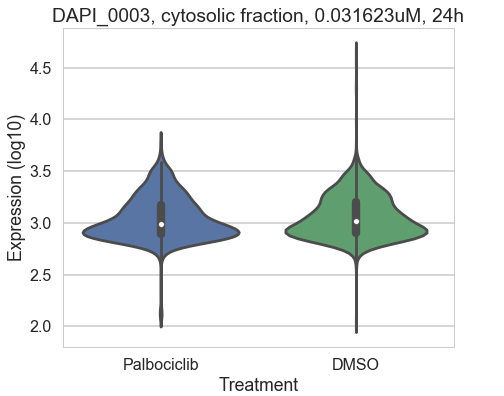 DAPI_0003, cytosolic fraction, 0.031623uM, 24h
Expression (log10)
4.5
4.0
3.5
3.0
2.5
2.0
Palbociclib
DMSO
Treatment